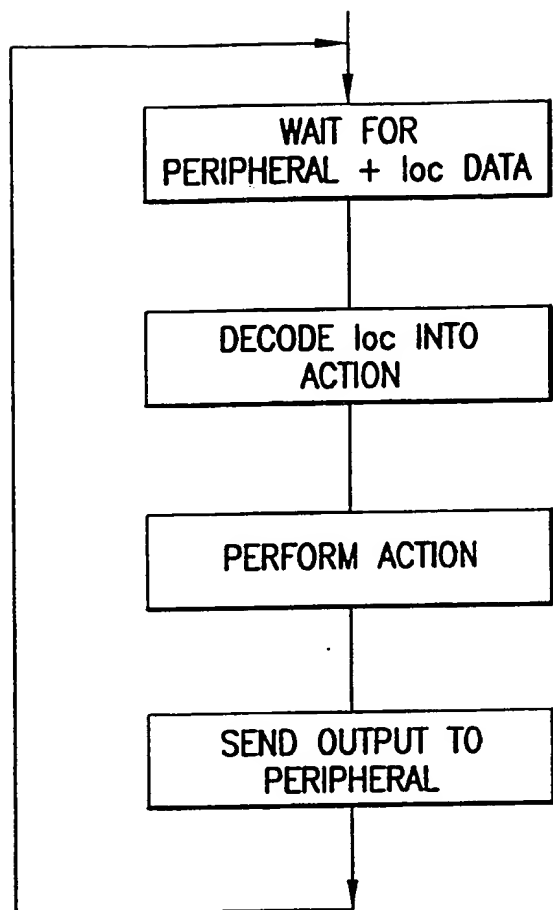 WAIT FOR
PERIPHERAL + loc DATA
DECODE loc INTO
ACTION
PERFORM ACTION
SEND OUTPUT TO
PERIPHERAL